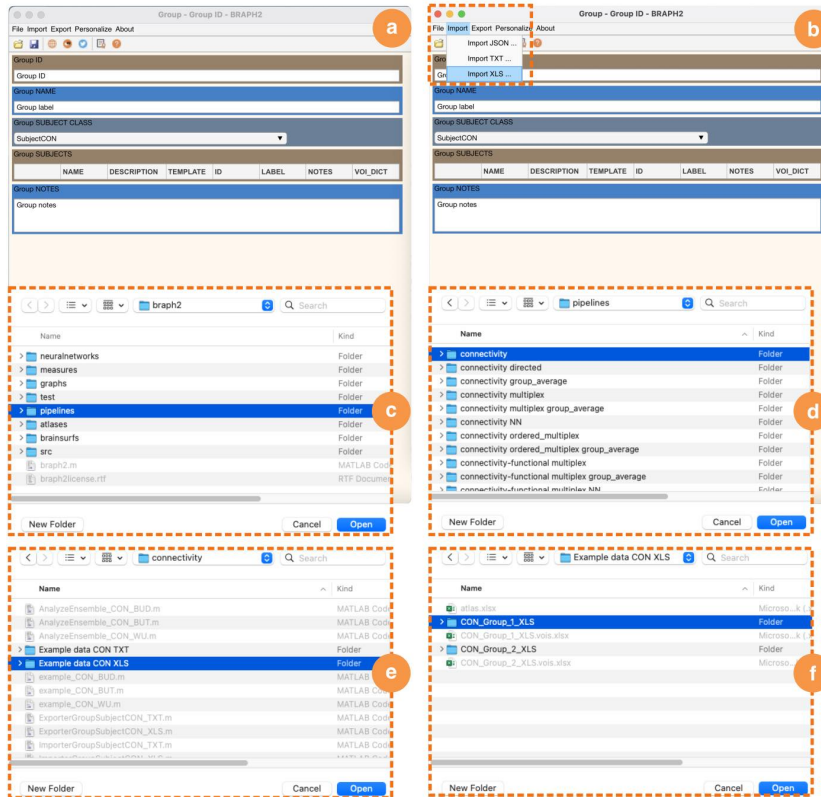 Group - Group ID - BRAPH2
File Import Export Personalize About
a
Group ID
Group ID
Group NAME
Group label
Group SUBJECT CLASS
SubjectCON
Group SUBJECTS
NAME DESCRIPTION TEMPLATE ID LABEL NOTES VOI_DICT
Group NOTES
Group notes
Group - Group ID - BRAPH2
File Import Export Personalize About
b
Import JSON ...
Import TXT ...
Import XLS ...
Group NAME
Group label
Group SUBJECT CLASS
SubjectCON
Group SUBJECTS
NAME DESCRIPTION TEMPLATE ID LABEL NOTES VOI_DICT
Group NOTES
Group notes
braph2 Search
Name Kind
neuralnetworks Folder
measures Folder
graphs Folder
test Folder
pipelines Folder
c
atlases Folder
brainsurfs Folder
src Folder
braph2.m MATLAB Code
braph2license.rtf RTF Documen
New Folder Cancel Open
pipelines Search
Name Kind
connectivity Folder
connectivity directed Folder
connectivity group_average Folder
connectivity multiplex Folder
connectivity multiplex group_average Folder
d
connectivity NN Folder
connectivity ordered_multiplex Folder
connectivity ordered_multiplex group_average Folder
connectivity-functional multiplex Folder
connectivity-functional multiplex group_average Folder
connectivity-functional multiplex NN Folder
New Folder Cancel Open
connectivity Search
Name Kind
AnalyzeEnsemble_CON_BUD.m MATLAB Code
AnalyzeEnsemble_CON_BUT.m MATLAB Code
AnalyzeEnsemble_CON_WU.m MATLAB Code
Example data CON TXT Folder
Example data CON XLS Folder
e
example_CON_BUD.m MATLAB
example_CON_BUT.m MATLAB Code
example_CON_WU.m MATLAB Code
ExporterGroupSubjectCON_TXT.m MATLAB Code
ExporterGroupSubjectCON_XLS.m MATLAB Code
ImporterGroupSubjectCON_TXT.m MATLAB Code
New Folder Cancel Open
Example data CON XLS Search
Name Kind
atlas.xlsx Microso...k (.
CON_Group_1_XLS Folder
CON_Group_1_XLS.vois.xlsx Microso...k (.
CON_Group_2_XLS Folder
CON_Group_2_XLS.vois.xlsx Microso...
f
New Folder Cancel Open